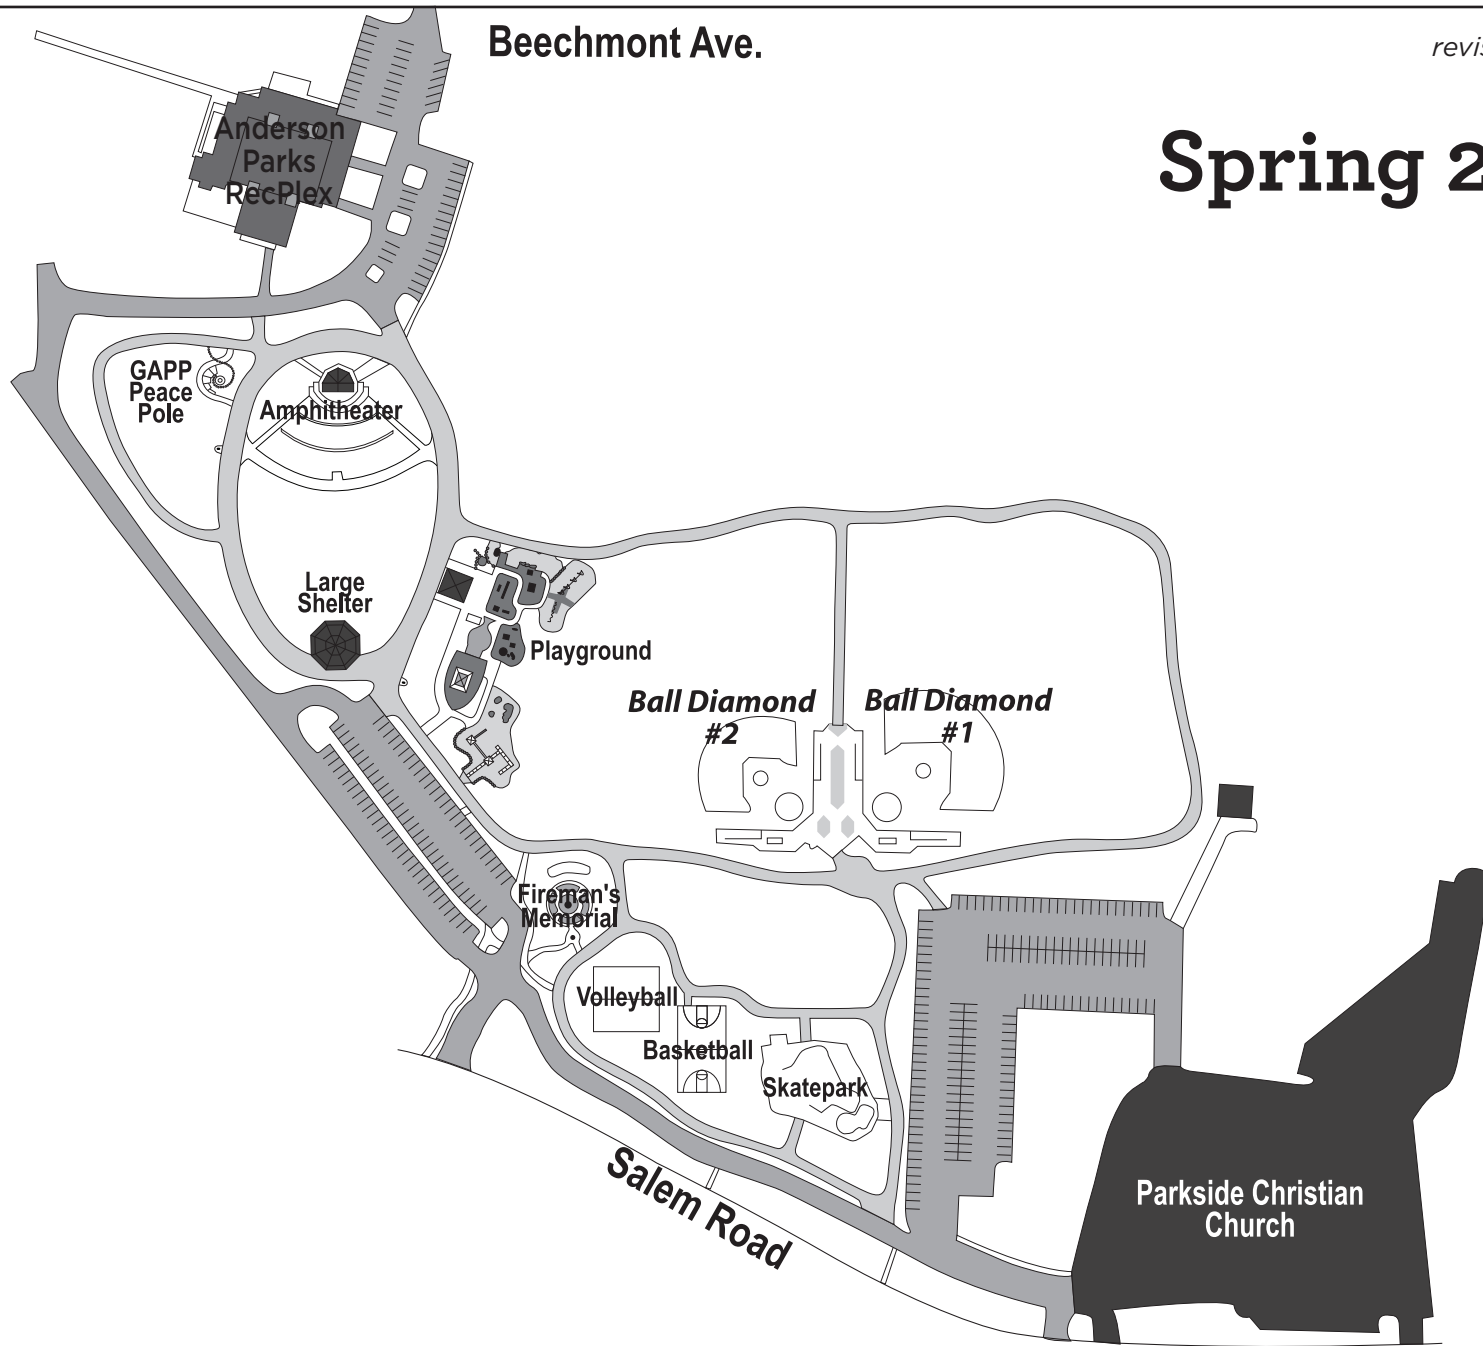 Beechmont Ave.
revis
Spring 2
Anderson
Parks
RecPlex
GAPP
Peace
Pole
Amphitheater
Large
Shelter
Playground
Ball Diamond
#2
Ball Diamond
#1
Fireman's
Memorial
Volleyball
Basketball
Skatepark
Salem Road
Parkside Christian
Church